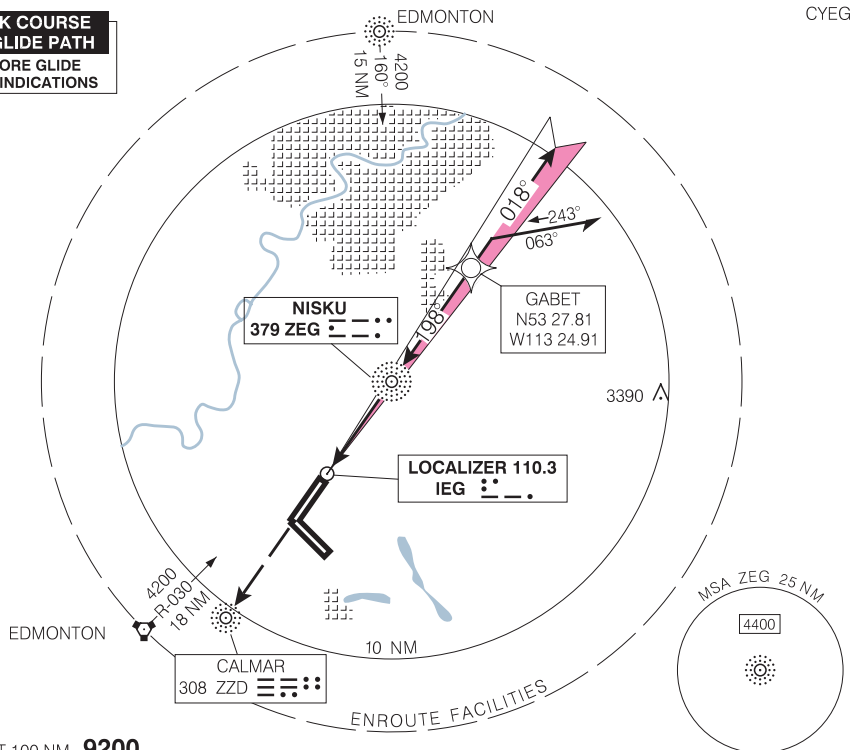 K COURSE
GLIDE PATH
ORE GLIDE
INDICATIONS
EDMONTON
CYEG
4200
160°
15 NM
018°
243°
063°
GABET
N53 27.81
W113 24.91
NISKU
379 ZEG
198°
3390
LOCALIZER 110.3
IEG
4200
R-030
18 NM
EDMONTON
CALMAR
308 ZZD
10 NM
ENROUTE FACILITIES
MSA ZEG 25 NM
4400
T 100 NM 9200